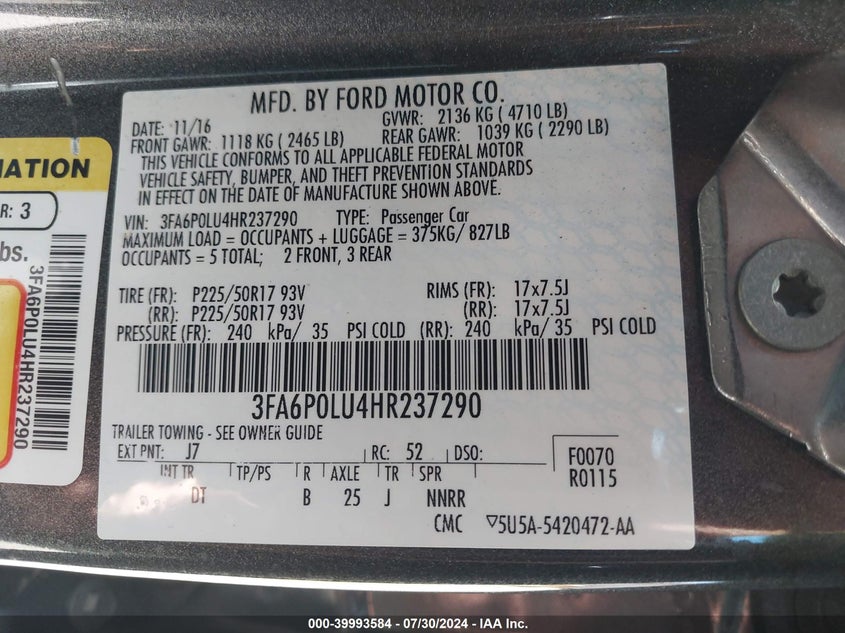 MFD. BY FORD MOTOR CO.
DATE: 11/16 GVWR: 2136 KG ( 4710 LB)
FRONT GAWR: 1118 KG ( 2465 LB) REAR GAWR: 1039 KG ( 2290 LB)
THIS VEHICLE CONFORMS TO ALL APPLICABLE FEDERAL MOTOR
VEHICLE SAFETY, BUMPER, AND THEFT PREVENTION STANDARDS
IN EFFECT ON THE DATE OF MANUFACTURE SHOWN ABOVE.
VIN: 3FA6P0LU4HR237290 TYPE: Passenger Car
MAXIMUM LOAD = OCCUPANTS + LUGGAGE = 375KG/ 827LB
OCCUPANTS = 5 TOTAL; 2 FRONT, 3 REAR
TIRE (FR): P225/50R17 93V RIMS (FR): 17x7.5J
(RR): P225/50R17 93V (RR): 17x7.5J
PRESSURE (FR): 240 kPa/ 35 PSI COLD (RR): 240 kPa/ 35 PSI COLD
3FA6P0LU4HR237290
TRAILER TOWING - SEE OWNER GUIDE
EXT PNT: J7 RC: 52 DSO: F0070
INT TR TP/PS R AXLE TR SPR R0115
DT B 25 J NNRR
CMC ▽5U5A-5420472-AA
MATION
R: 3
bs.
3FA6P0LU4HR237290
000-39993584 / 07/30/2024 - IAA Inc.